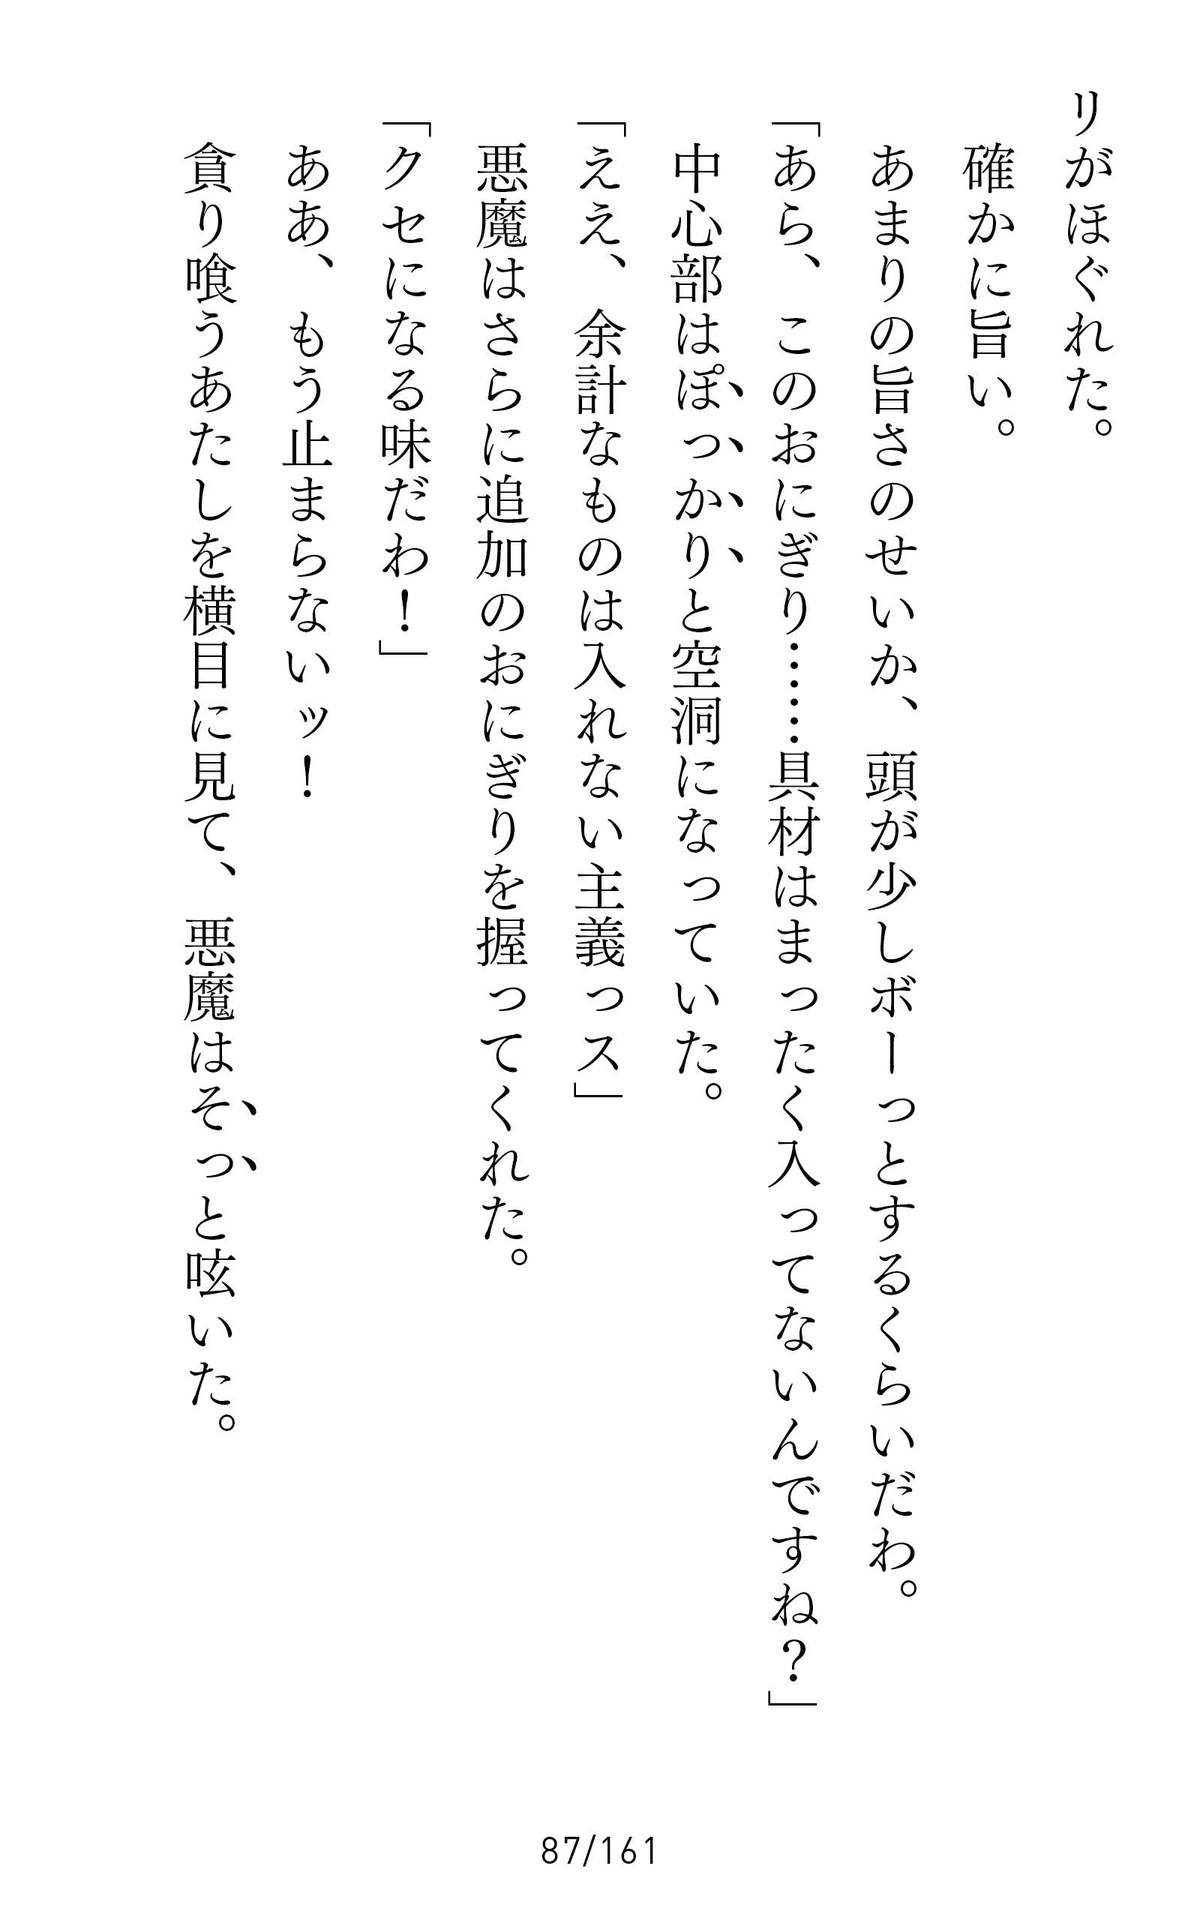 リがほぐれた。
確かに旨い。
あまりの旨さのせいか、頭が少しボーっとするくらいだわ。
「あら、このおにぎり……具材はまったく入ってないんですね？」
中心部はぽっかりと空洞になっていた。
「ええ、余計なものは入れない主義っス」
悪魔はさらに追加のおにぎりを握ってくれた。
「クセになる味だわ！」
ああ、もう止まらないッ！
貪り喰うあたしを横目に見て、悪魔はそっと呟いた。
87/161